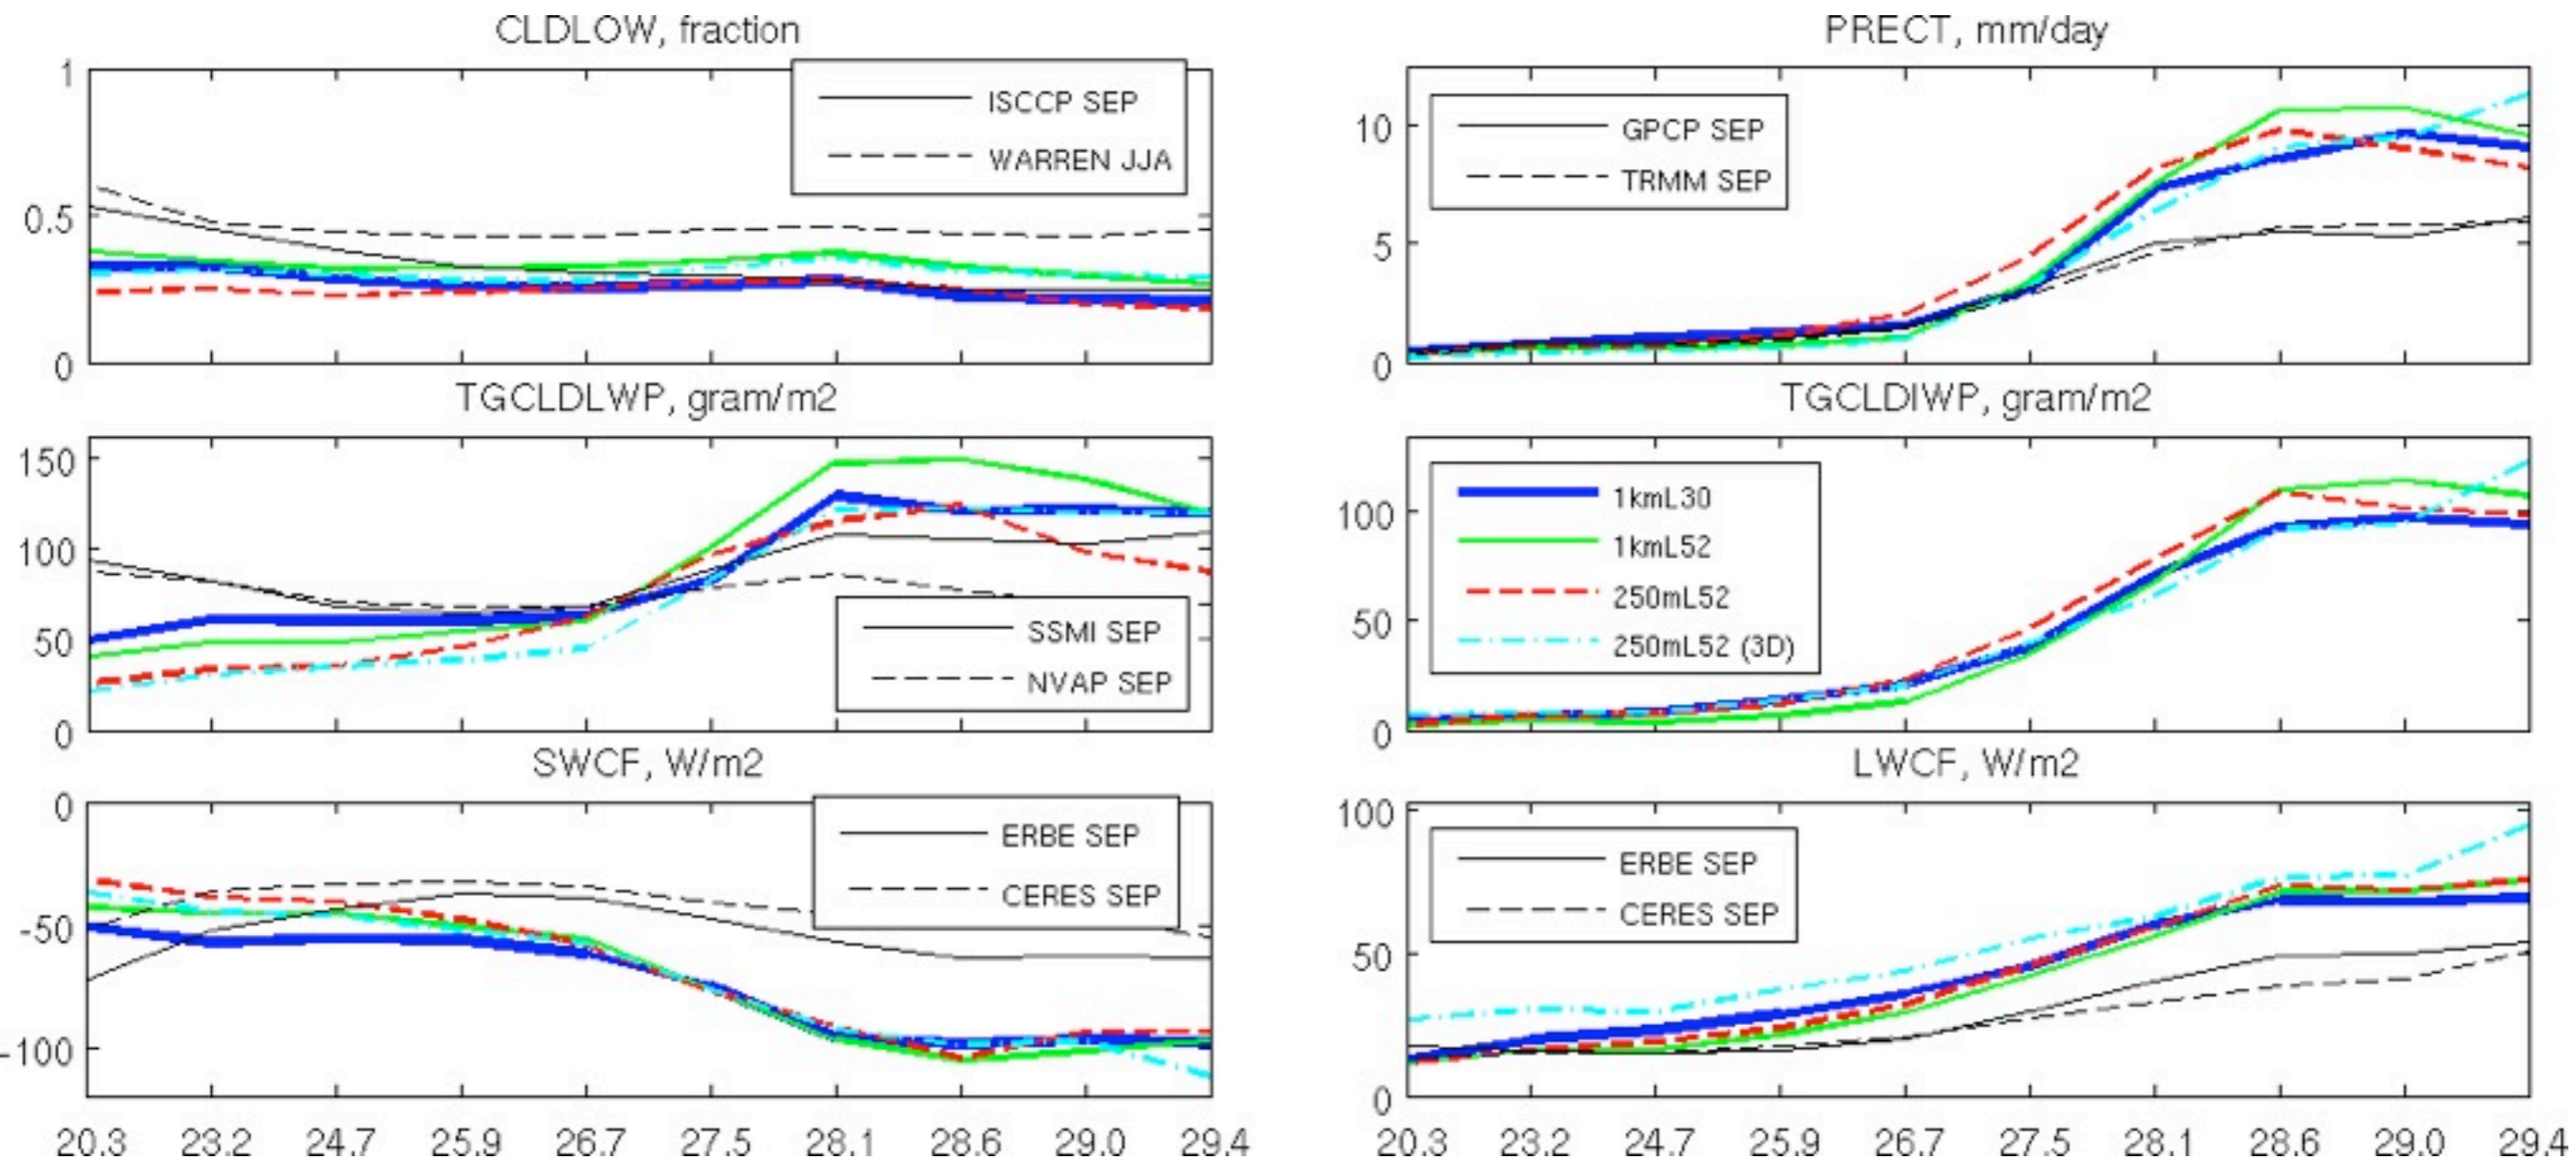 CLDLOW, fraction
1
0.5
0
ISCCP SEP
WARREN JJA
PRECT, mm/day
10
5
0
GPCP SEP
TRMM SEP
TGCLDLWP, gram/m2
150
100
50
0
SSMI SEP
NVAP SEP
TGCLDIWP, gram/m2
100
50
0
1kmL30
1kmL52
250mL52
250mL52 (3D)
SWCF, W/m2
0
-50
-100
ERBE SEP
CERES SEP
20.3 23.2 24.7 25.9 26.7 27.5 28.1 28.6 29.0 29.4
LWCF, W/m2
100
50
0
ERBE SEP
CERES SEP
20.3 23.2 24.7 25.9 26.7 27.5 28.1 28.6 29.0 29.4